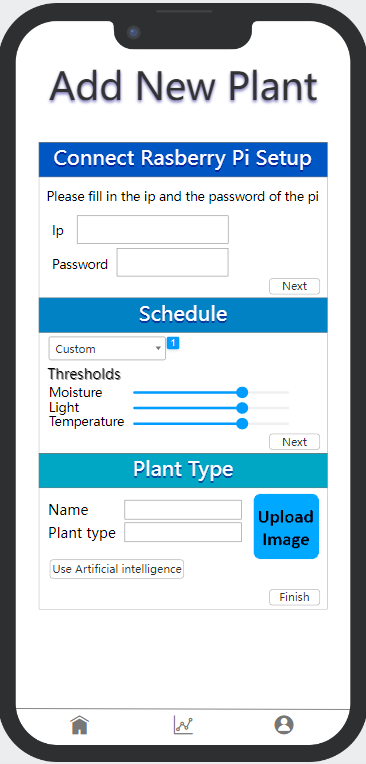 Add New Plant
Connect Rasberry Pi Setup
Please fill in the ip and the password of the pi
Ip
Password
Next
Schedule
Custom 1
Thresholds
Moisture
Light
Temperature
Next
Plant Type
Name
Plant type
Upload
Image
Use Artificial intelligence
Finish